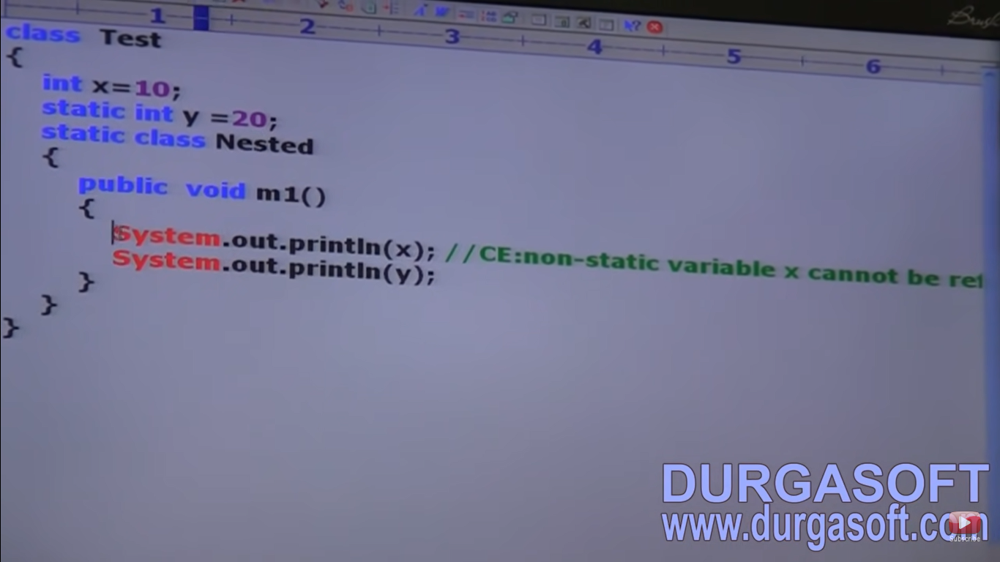 1 2 3 4 5 6
class Test
{
int x=10;
static int y =20;
static class Nested
{
public void m1()
{
System.out.println(x); //CE:non-static variable x cannot be ref
System.out.println(y);
}
}
}
DURGASOFT
www.durgasoft.com
Subscribe